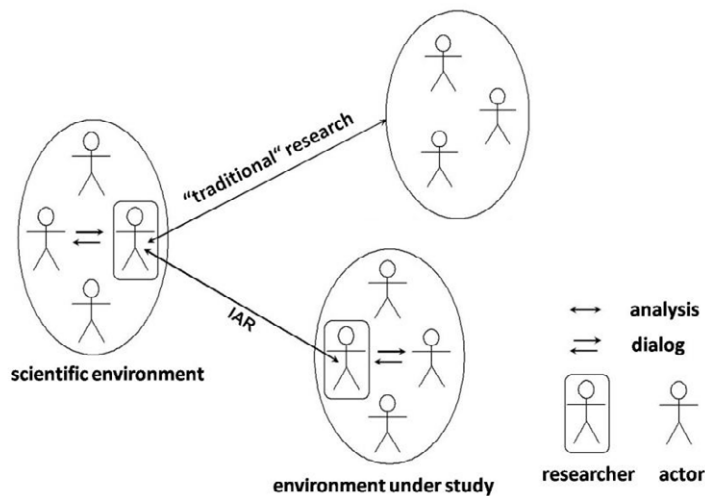 “traditional“ research
IAR
scientific environment
environment under study
analysis
dialog
researcher
actor